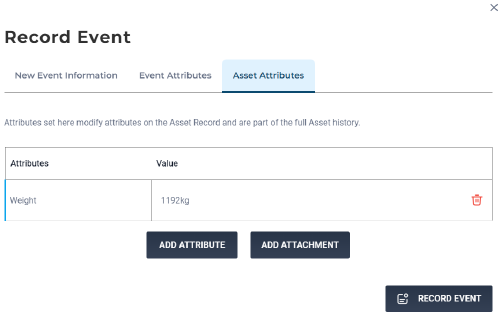 Record Event
New Event Information Event Attributes Asset Attributes
Attributes set here modify attributes on the Asset Record and are part of the full Asset history.
Attributes Value
Weight 1192kg
ADD ATTRIBUTE ADD ATTACHMENT
RECORD EVENT